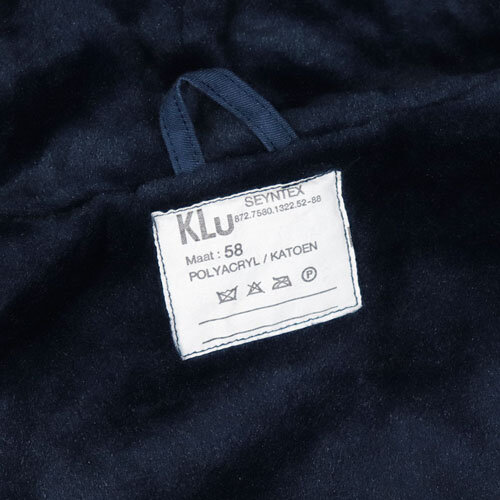 SEYNTEX
KLu 872.7580.1322.52-88
Maat: 58
POLYACRYL / KATOEN
P